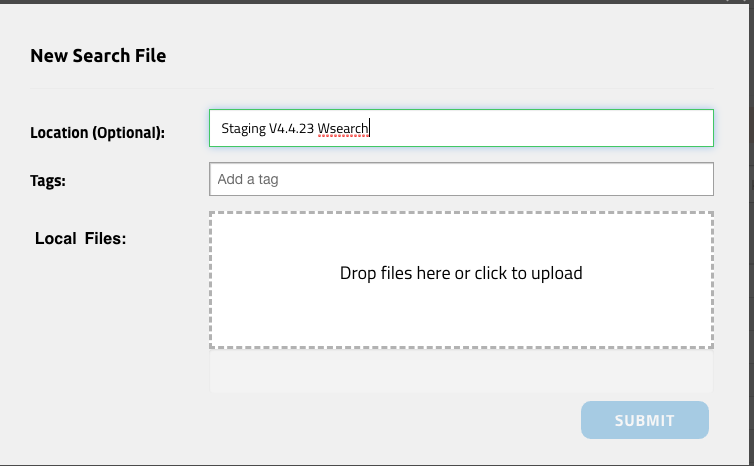 New Search File
Location (Optional): Staging V4.4.23 Wsearch
Tags: Add a tag
Local Files:
Drop files here or click to upload
SUBMIT